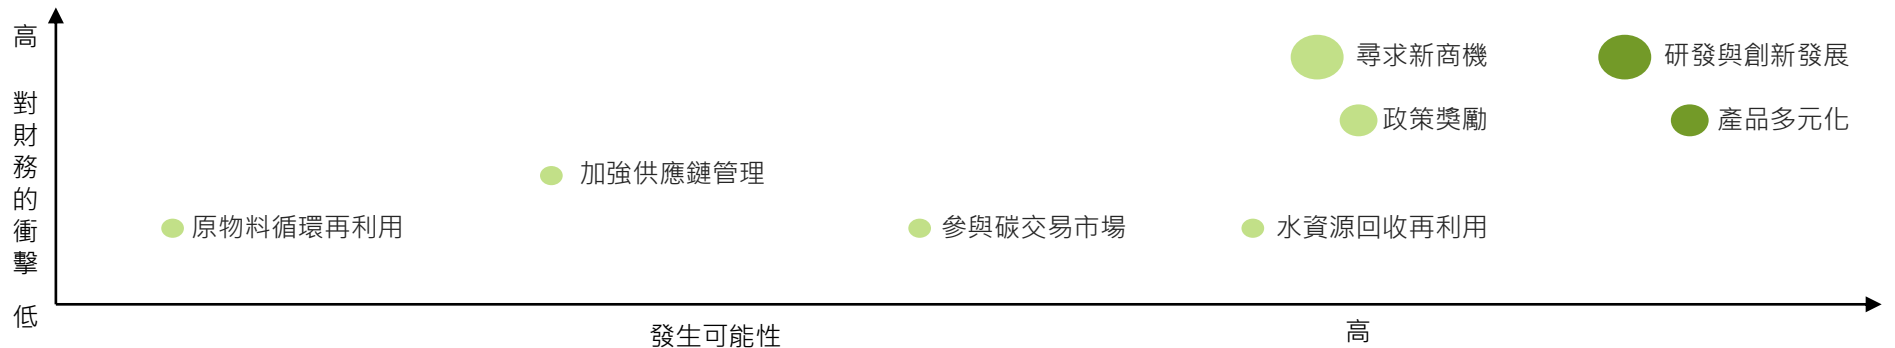 高
對財務的衝擊
低
尋求新商機
研發與創新發展
政策獎勵
產品多元化
加強供應鏈管理
原物料循環再利用
參與碳交易市場
水資源回收再利用
發生可能性
高